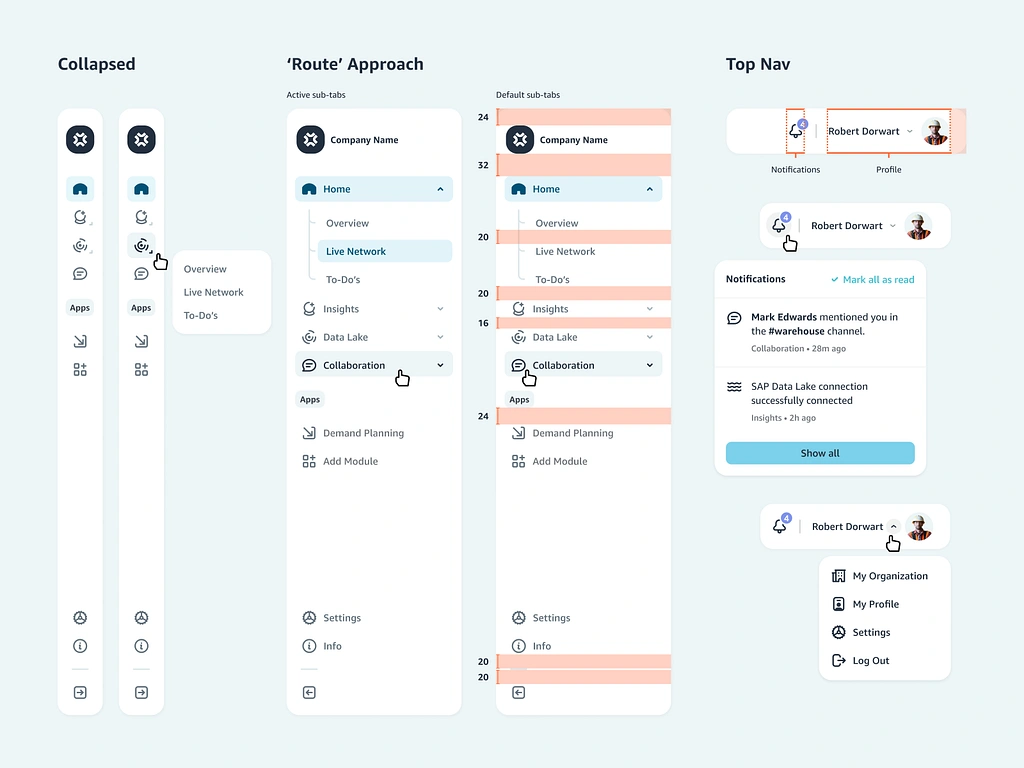 Collapsed
Apps
Apps
Overview
Live Network
To-Do's
‘Route’ Approach
Active sub-tabs
Company Name
Home
Overview
Live Network
To-Do's
Insights
Data Lake
Collaboration
Apps
Demand Planning
Add Module
Settings
Info
Default sub-tabs
24
Company Name
32
Home
Overview
20
Live Network
To-Do's
20
Insights
16
Data Lake
Collaboration
Apps
24
Demand Planning
Add Module
Settings
Info
20
20
Top Nav
4
Robert Dorwart
Notifications
Profile
4
Robert Dorwart
Notifications
Mark all as read
Mark Edwards mentioned you in
the #warehouse channel.
Collaboration • 28m ago
SAP Data Lake connection
successfully connected
Insights • 2h ago
Show all
4
Robert Dorwart
My Organization
My Profile
Settings
Log Out